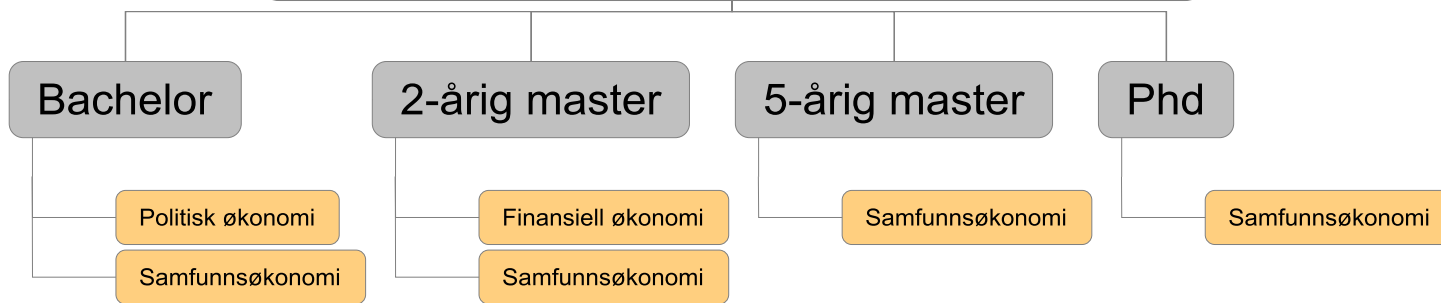 Bachelor
2-årig master
5-årig master
Phd
Politisk økonomi
Finansiell økonomi
Samfunnsøkonomi
Samfunnsøkonomi
Samfunnsøkonomi
Samfunnsøkonomi